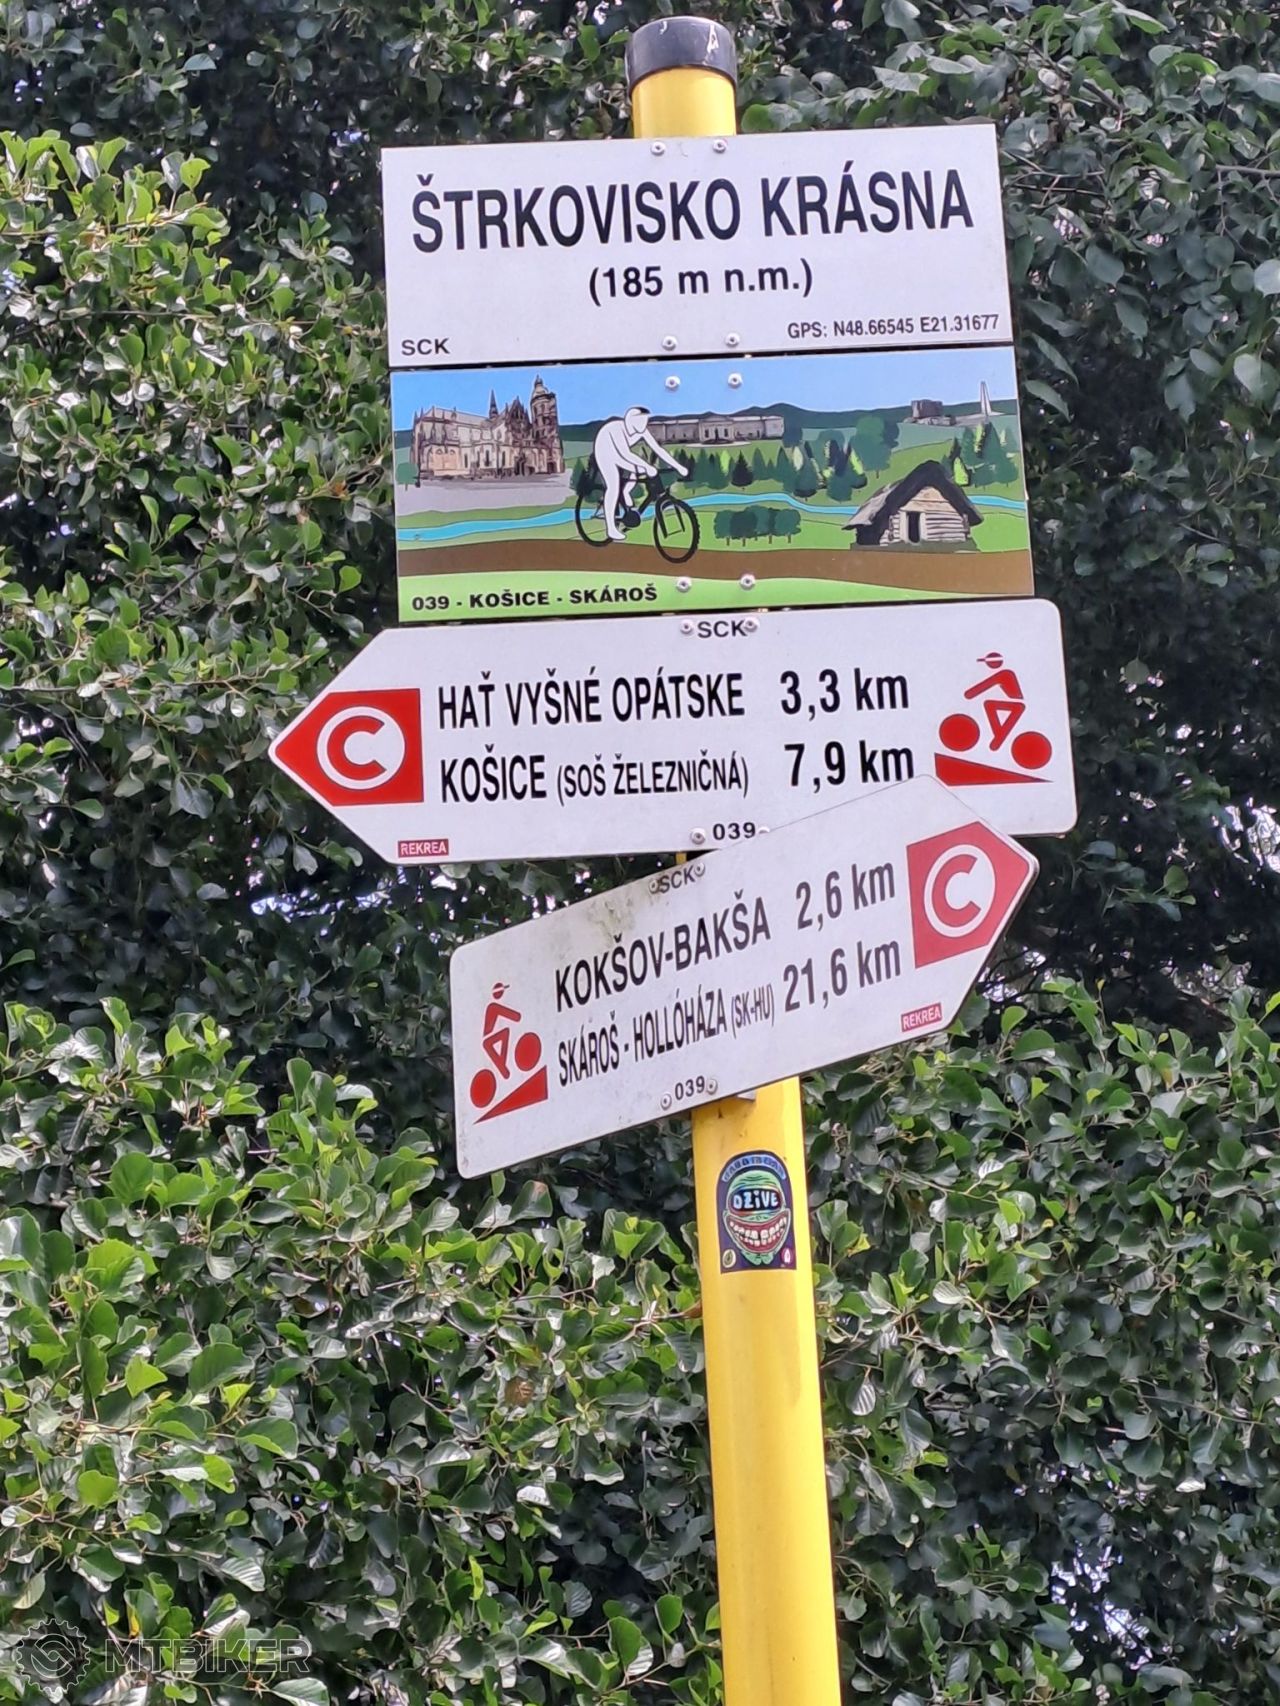 ŠTRKOVISKO KRÁSNA
(185 m n.m.)
GPS: N48.66545 E21.31677
SCK
039 - KOŠICE - SKÁROŠ
SCK
C
HAŤ VYŠNÉ OPÁTSKE 3,3 km
KOŠICE (SOŠ ŽELEZNIČNÁ) 7,9 km
REKREA
039
SCK
KOKŠOV-BAKŠA 2,6 km
SKÁROŠ - HOLLÓHÁZA (SK-HU) 21,6 km
C
REKREA
039
OŽIVE
MTBIKER